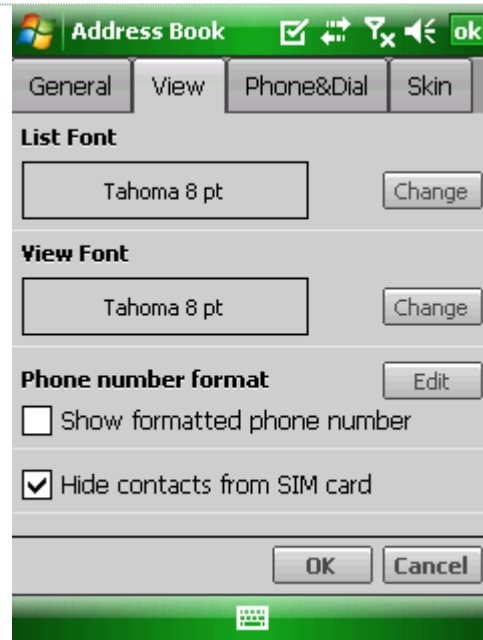 Address Book ok
General View Phone&Dial Skin
List Font
Tahoma 8 pt Change
View Font
Tahoma 8 pt Change
Phone number format Edit
Show formatted phone number
Hide contacts from SIM card
OK Cancel